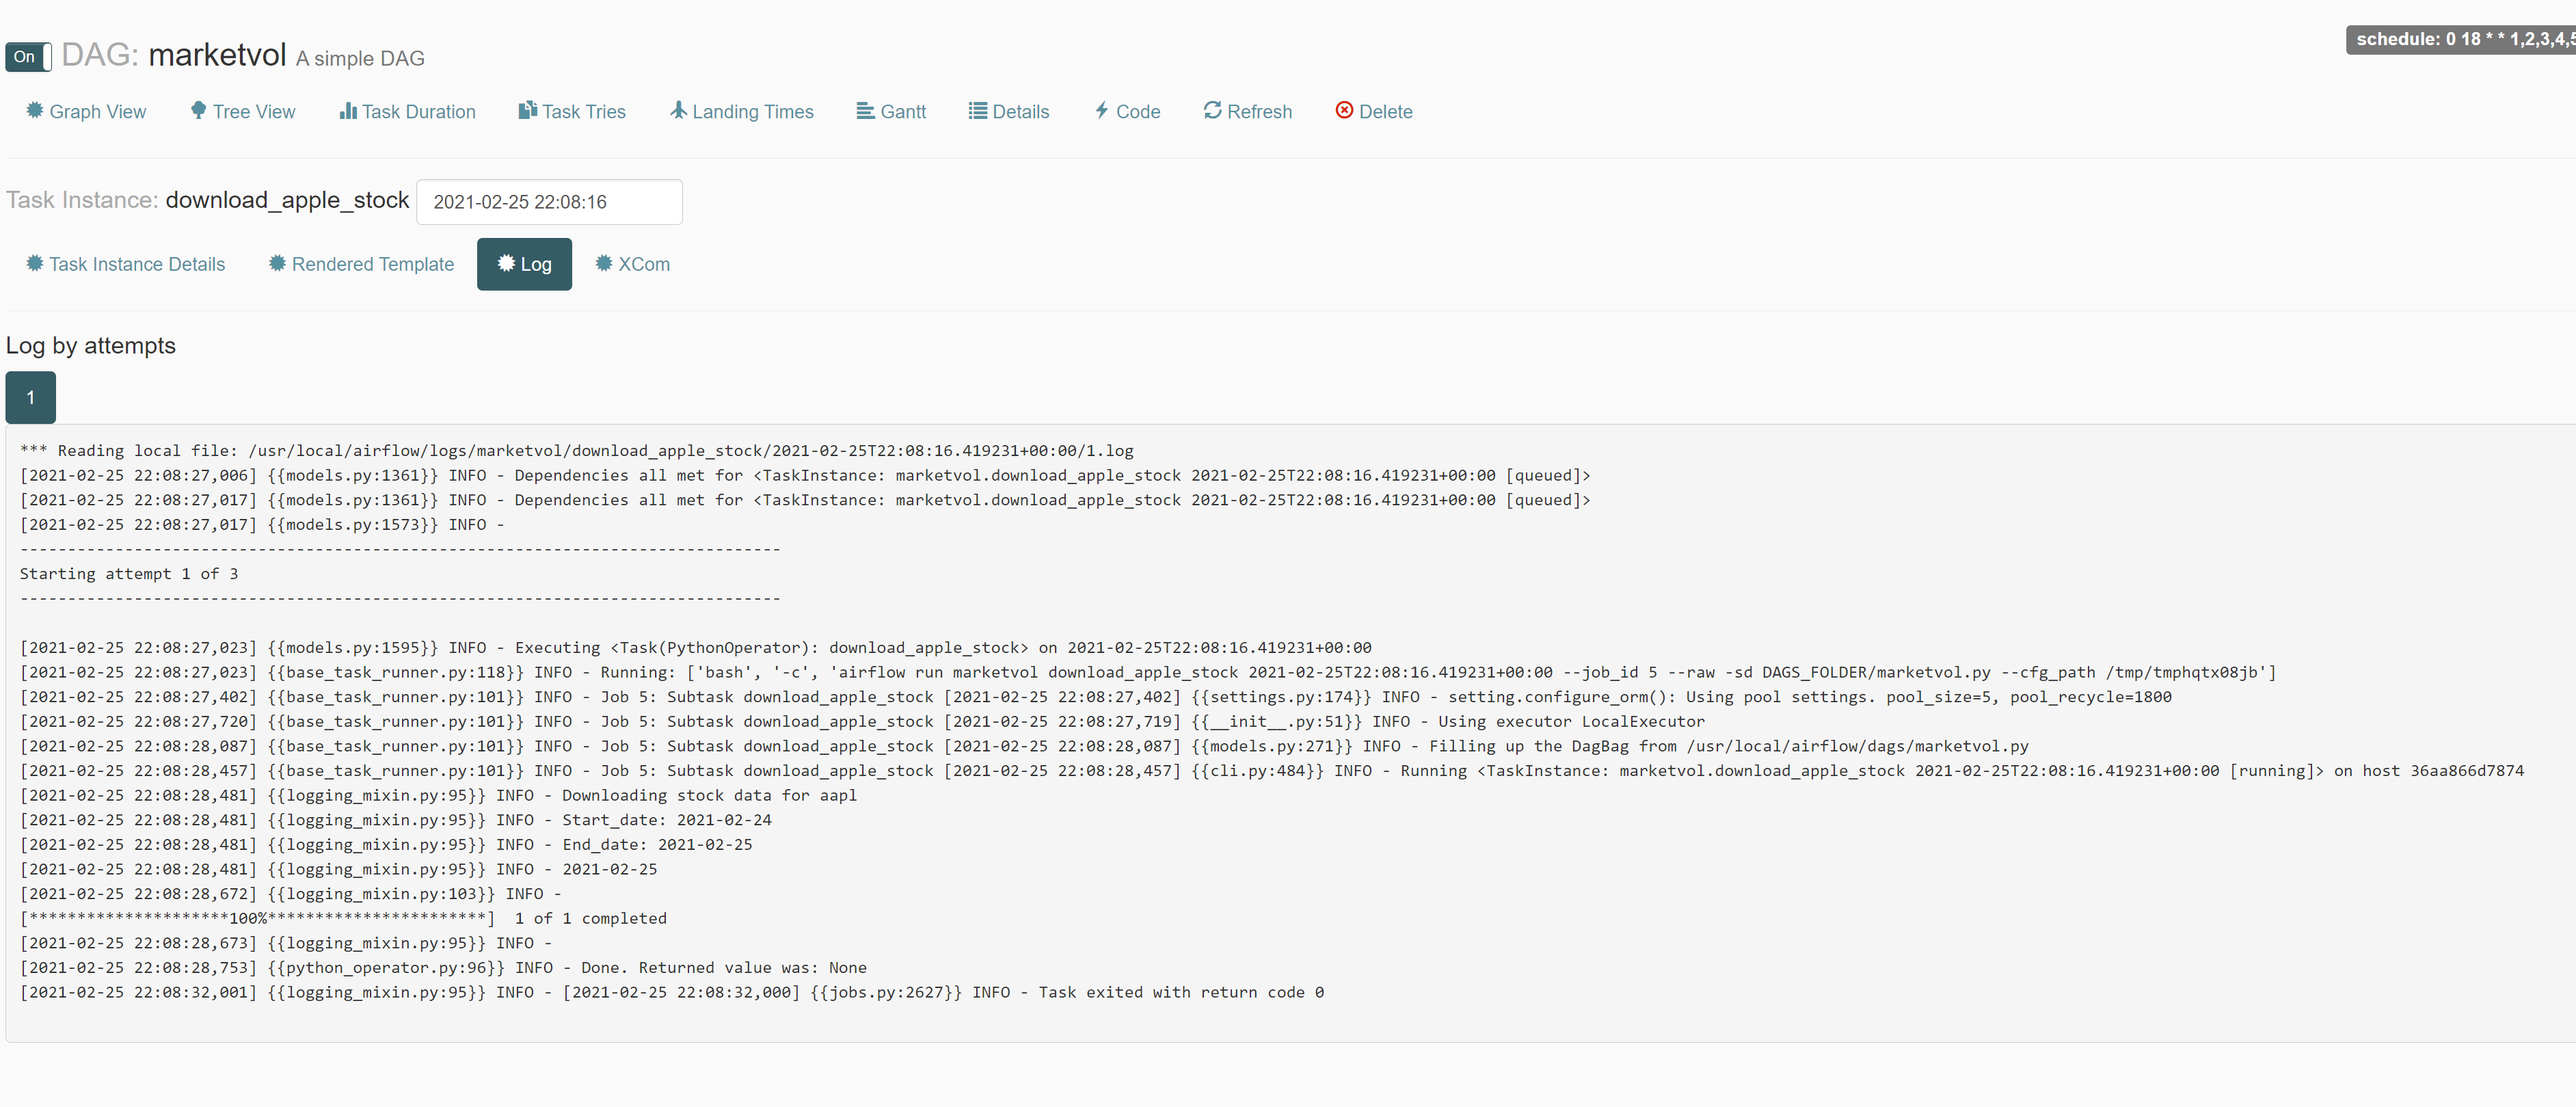 On DAG: marketvol A simple DAG
schedule: 0 18 * * 1,2,3,4,5
Graph View Tree View Task Duration Task Tries Landing Times Gantt Details Code Refresh Delete
Task Instance: download_apple_stock 2021-02-25 22:08:16
Task Instance Details Rendered Template Log XCom
Log by attempts
1
*** Reading local file: /usr/local/airflow/logs/marketvol/download_apple_stock/2021-02-25T22:08:16.419231+00:00/1.log
[2021-02-25 22:08:27,006] {{models.py:1361}} INFO - Dependencies all met for <TaskInstance: marketvol.download_apple_stock 2021-02-25T22:08:16.419231+00:00 [queued]>
[2021-02-25 22:08:27,017] {{models.py:1361}} INFO - Dependencies all met for <TaskInstance: marketvol.download_apple_stock 2021-02-25T22:08:16.419231+00:00 [queued]>
[2021-02-25 22:08:27,017] {{models.py:1573}} INFO -
--------------------------------------------------------------------------------
Starting attempt 1 of 3
--------------------------------------------------------------------------------
[2021-02-25 22:08:27,023] {{models.py:1595}} INFO - Executing <Task(PythonOperator): download_apple_stock> on 2021-02-25T22:08:16.419231+00:00
[2021-02-25 22:08:27,023] {{base_task_runner.py:118}} INFO - Running: ['bash', '-c', 'airflow run marketvol download_apple_stock 2021-02-25T22:08:16.419231+00:00 --job_id 5 --raw -sd DAGS_FOLDER/marketvol.py --cfg_path /tmp/tmphqtx08jb']
[2021-02-25 22:08:27,402] {{base_task_runner.py:101}} INFO - Job 5: Subtask download_apple_stock [2021-02-25 22:08:27,402] {{settings.py:174}} INFO - setting.configure_orm(): Using pool settings. pool_size=5, pool_recycle=1800
[2021-02-25 22:08:27,720] {{base_task_runner.py:101}} INFO - Job 5: Subtask download_apple_stock [2021-02-25 22:08:27,719] {{__init__.py:51}} INFO - Using executor LocalExecutor
[2021-02-25 22:08:28,087] {{base_task_runner.py:101}} INFO - Job 5: Subtask download_apple_stock [2021-02-25 22:08:28,087] {{models.py:271}} INFO - Filling up the DagBag from /usr/local/airflow/dags/marketvol.py
[2021-02-25 22:08:28,457] {{base_task_runner.py:101}} INFO - Job 5: Subtask download_apple_stock [2021-02-25 22:08:28,457] {{cli.py:484}} INFO - Running <TaskInstance: marketvol.download_apple_stock 2021-02-25T22:08:16.419231+00:00 [running]> on host 36aa866d7874
[2021-02-25 22:08:28,481] {{logging_mixin.py:95}} INFO - Downloading stock data for aapl
[2021-02-25 22:08:28,481] {{logging_mixin.py:95}} INFO - Start_date: 2021-02-24
[2021-02-25 22:08:28,481] {{logging_mixin.py:95}} INFO - End_date: 2021-02-25
[2021-02-25 22:08:28,481] {{logging_mixin.py:95}} INFO - 2021-02-25
[2021-02-25 22:08:28,672] {{logging_mixin.py:103}} INFO -
[*********************100%***********************]  1 of 1 completed
[2021-02-25 22:08:28,673] {{logging_mixin.py:95}} INFO -
[2021-02-25 22:08:28,753] {{python_operator.py:96}} INFO - Done. Returned value was: None
[2021-02-25 22:08:32,001] {{logging_mixin.py:95}} INFO - [2021-02-25 22:08:32,000] {{jobs.py:2627}} INFO - Task exited with return code 0